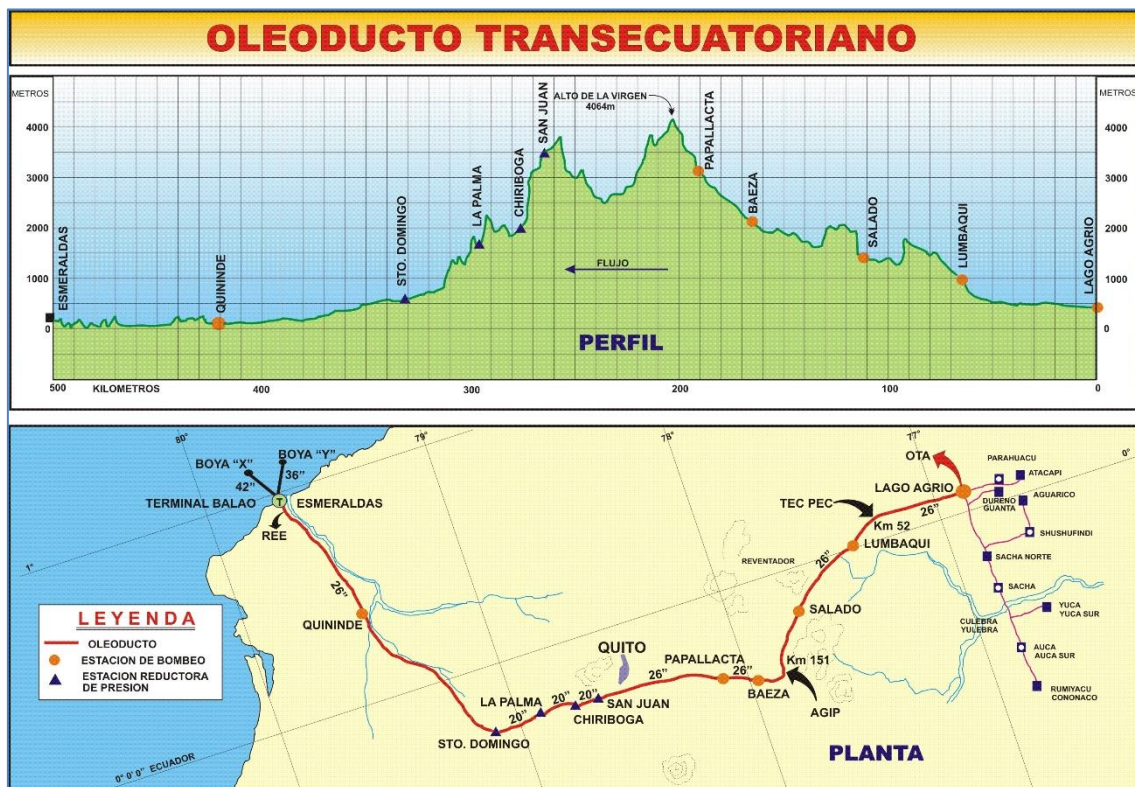 OLEODUCTO TRANSECUATORIANO
METROS
METROS
ALTO DE LA VIRGEN
4064m
4000
3000
2000
1000
0
4000
3000
2000
1000
0
ESMERALDAS
QUININDE
STO. DOMINGO
LA PALMA
CHIRIBOGA
SAN JUAN
PAPALLACTA
BAEZA
SALADO
LUMBAQUI
LAGO AGRIO
FLUJO
PERFIL
500
KILOMETROS
400
300
200
100
0
80°
79°
78°
77°
0°
BOYA "X"
BOYA "Y"
42"
36"
TERMINAL BALAO
T
ESMERALDAS
REE
1°
26"
QUININDE
LEYENDA
OLEODUCTO
ESTACION DE BOMBEO
ESTACION REDUCTORA
DE PRESION
0° 0' 0" ECUADOR
STO. DOMINGO
20"
LA PALMA
20"
CHIRIBOGA
20"
SAN JUAN
QUITO
26"
PAPALLACTA
26"
BAEZA
AGIP
Km 151
SALADO
REVENTADOR
26"
LUMBAQUI
Km 52
TEC PEC
26"
LAGO AGRIO
OTA
PARAHUACU
ATACAPI
DURENO
GUANTA
AGUARICO
SHUSHUFINDI
SACHA NORTE
SACHA
CULEBRA
YULEBRA
YUCA
YUCA SUR
AUCA
AUCA SUR
RUMIYACU
CONONACO
PLANTA